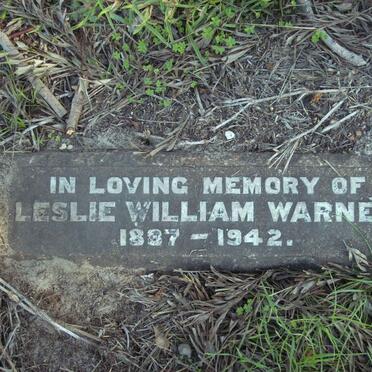 IN LOVING MEMORY OF
LESLIE WILLIAM WARNE
1887 – 1942.